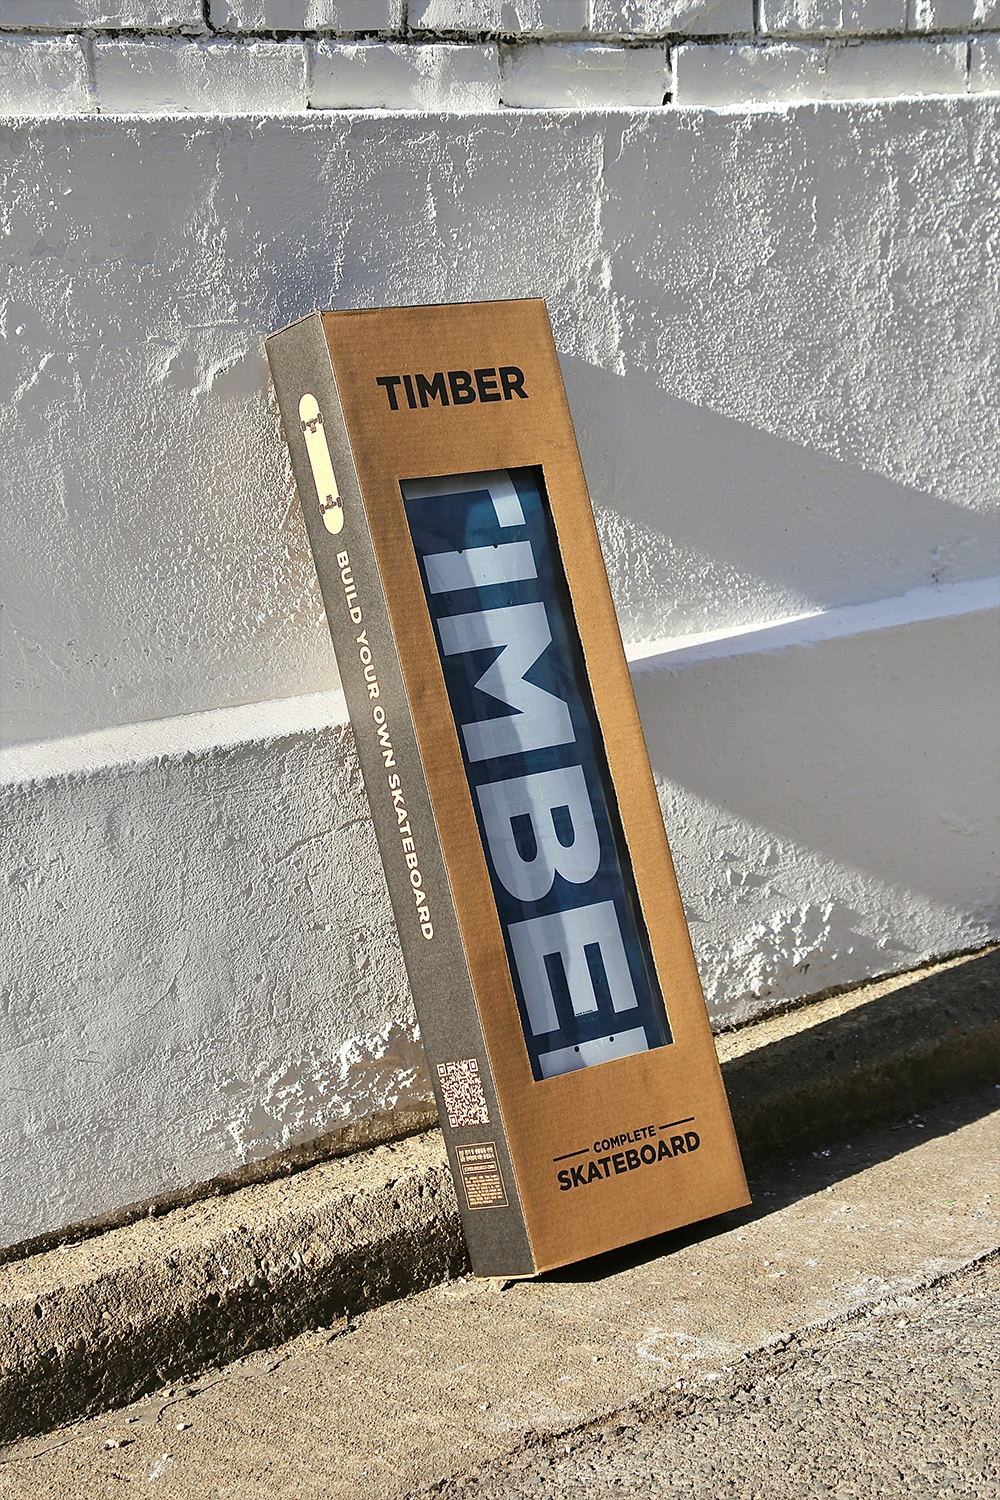 TIMBER
TIMBE
COMPLETE
SKATEBOARD
BUILD YOUR OWN SKATEBOARD